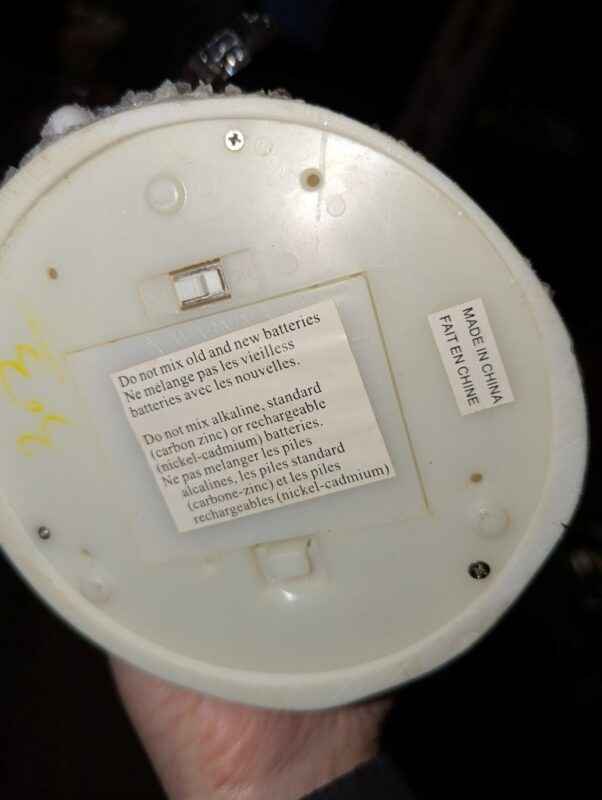 Do not mix old and new batteries
Ne mélange pas les vieilless
batteries avec les nouvelles.
Do not mix alkaline, standard
(carbon zinc) or rechargeable
(nickel-cadmium) batteries.
Ne pas melanger les piles
alcalines, les piles standard
(carbone-zinc) et les piles
rechargeables (nickel-cadmium)
MADE IN CHINA
FAIT EN CHINE